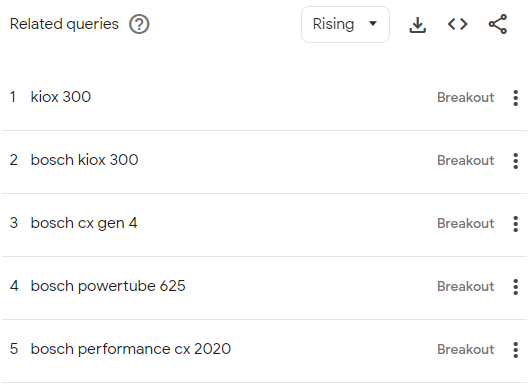 Related queries ?
Rising
1 kiox 300 Breakout
2 bosch kiox 300 Breakout
3 bosch cx gen 4 Breakout
4 bosch powertube 625 Breakout
5 bosch performance cx 2020 Breakout